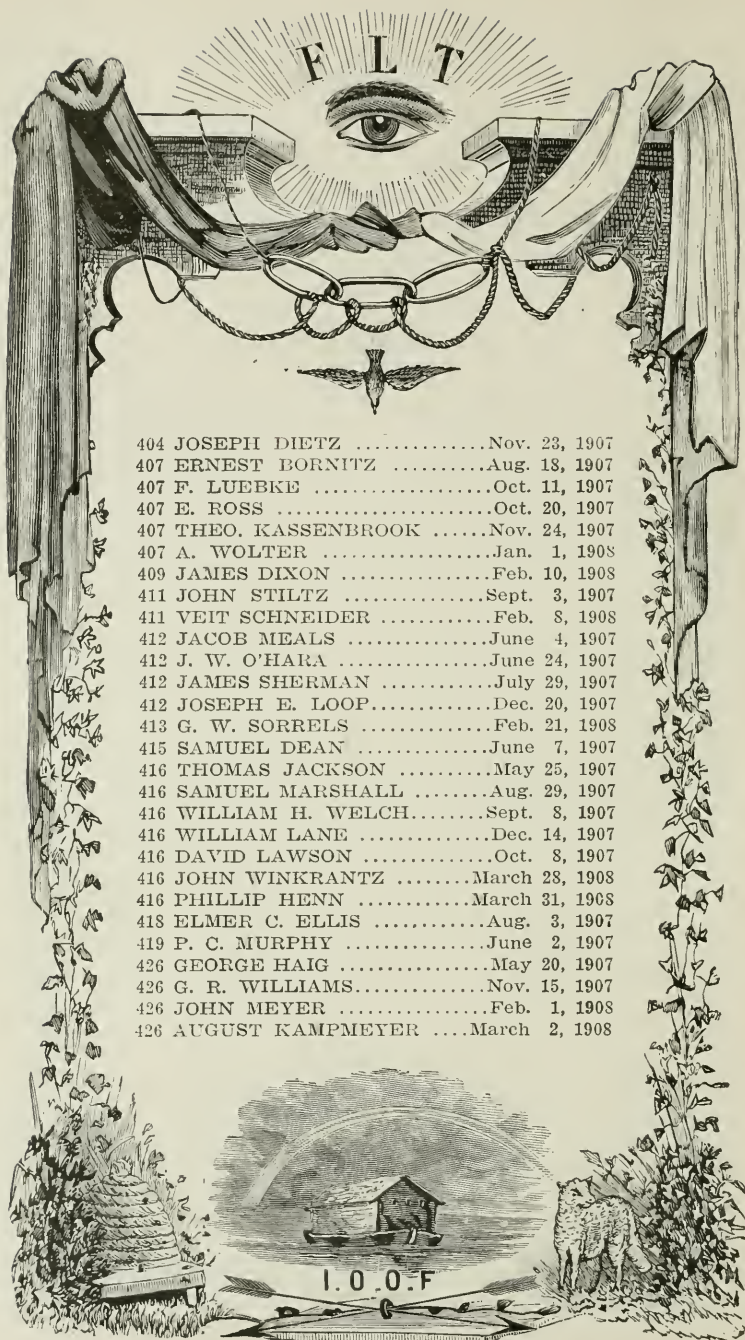 F L T
404 JOSEPH DIETZ ..............Nov. 23, 1907
407 ERNEST BORNITZ ..........Aug. 18, 1907
407 F. LUEBKE ...................Oct. 11, 1907
407 E. ROSS .....................Oct. 20, 1907
407 THEO. KASSENBROOK ......Nov. 24, 1907
407 A. WOLTER .................Jan. 1, 1908
409 JAMES DIXON ...............Feb. 10, 1908
411 JOHN STILTZ ...............Sept. 3, 1907
411 VEIT SCHNEIDER ............Feb. 8, 1908
412 JACOB MEALS ...............June 4, 1907
412 J. W. O'HARA ...............June 24, 1907
412 JAMES SHERMAN ...........July 29, 1907
412 JOSEPH E. LOOP............Dec. 20, 1907
413 G. W. SORRELS .............Feb. 21, 1908
415 SAMUEL DEAN .............June 7, 1907
416 THOMAS JACKSON .........May 25, 1907
416 SAMUEL MARSHALL ........Aug. 29, 1907
416 WILLIAM H. WELCH........Sept. 8, 1907
416 WILLIAM LANE .............Dec. 14, 1907
416 DAVID LAWSON ............Oct. 8, 1907
416 JOHN WINKRANTZ ........March 28, 1908
416 PHILLIP HENN ............March 31, 1908
418 ELMER C. ELLIS ...........Aug. 3, 1907
419 P. C. MURPHY ..............June 2, 1907
426 GEORGE HAIG ...............May 20, 1907
426 G. R. WILLIAMS.............Nov. 15, 1907
426 JOHN MEYER ...............Feb. 1, 1908
426 AUGUST KAMPMEYER ....March 2, 1908
I.O.O.F